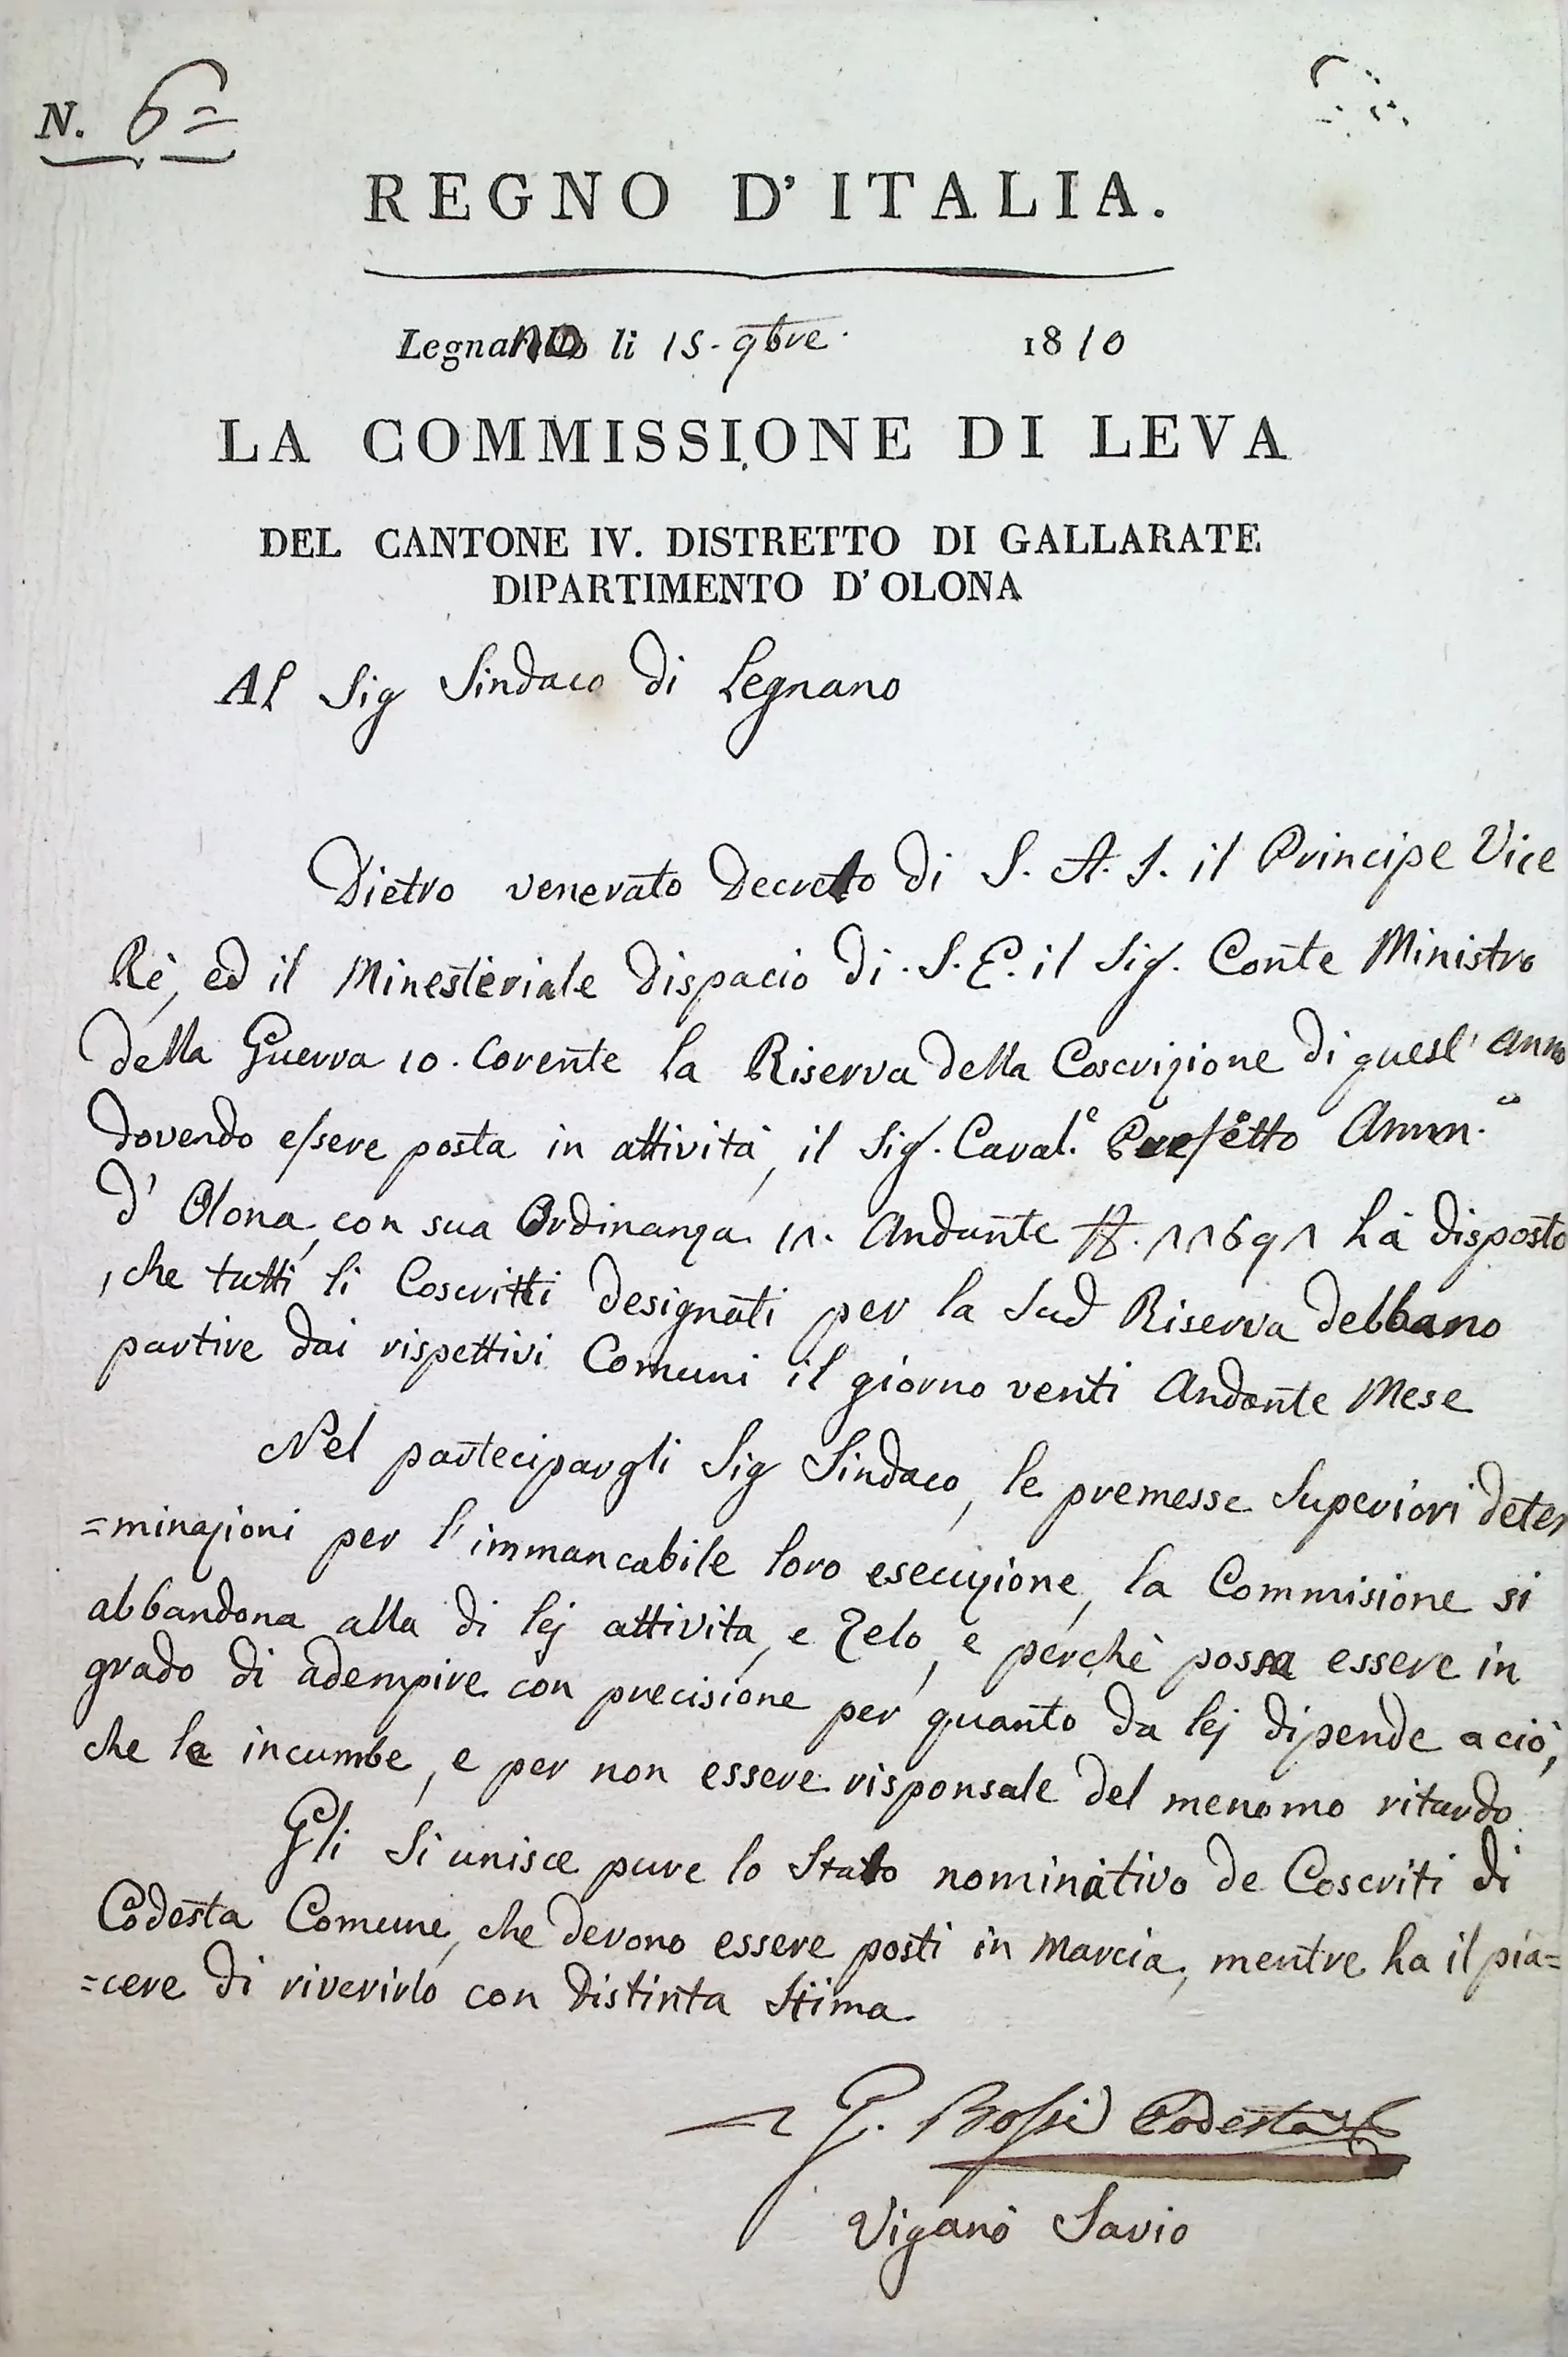 N. 6=
REGNO D'ITALIA.
Legnano li 15. 9bre. 1810
LA COMMISSIONE DI LEVA
DEL CANTONE IV. DISTRETTO DI GALLARATE
DIPARTIMENTO D'OLONA
Al Sig Sindaco di Legnano
Dietro venerato Decreto di S. A. I. il Principe Vice
Rè, ed il Minesteriale dispacio di S. E. il Sig. Conte Ministro
della Guerra 10. Corente la Riserva della Coscrizione di quest' anno
dovendo essere posta in attività, il Sig. Caval.e Prefetto Amm.o
d' Olona, con sua Ordinanza 11. Andante N. 11691 hà disposto
, che tutti li Coscritti designati per la Sud Riserva debbano
partire dai rispettivi Comuni il giorno venti Andante Mese
Nel partecipargli Sig Sindaco, le premesse Superiori deter
=minazioni per l'immancabile loro esecuzione, la Commisione si
abbandona alla di lej attività, e Zelo, e perchè possa essere in
grado di adempire con precisione per quanto da lej dipende a ciò,
che le incumbe, e per non essere risponsale del menomo ritardo
Gli si unisce pure lo Stato nominativo de Coscriti di
Codesta Comune, che devono essere posti in Marcia, mentre ha il pia=
=cere di riverirlo con distinta Stima.
G. Bossi Podestà
Viganò Savio